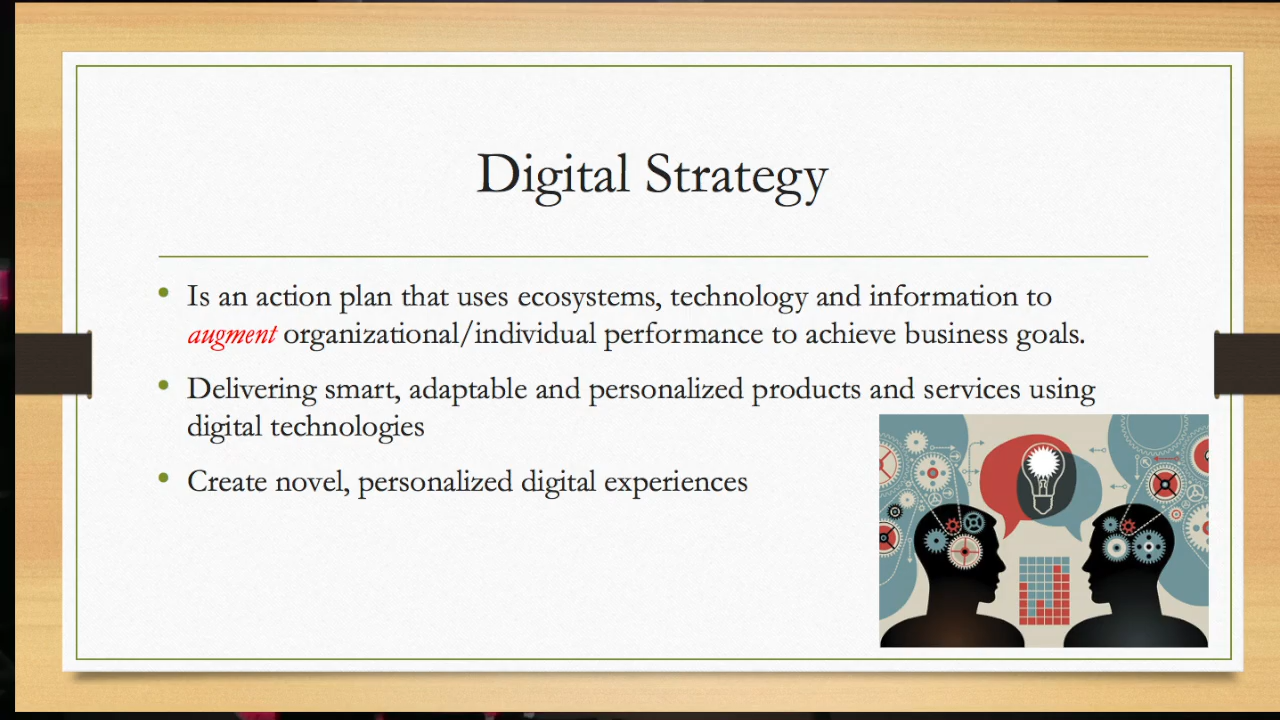 Digital Strategy
• Is an action plan that uses ecosystems, technology and information to
augment organizational/individual performance to achieve business goals.
• Delivering smart, adaptable and personalized products and services using
digital technologies
• Create novel, personalized digital experiences